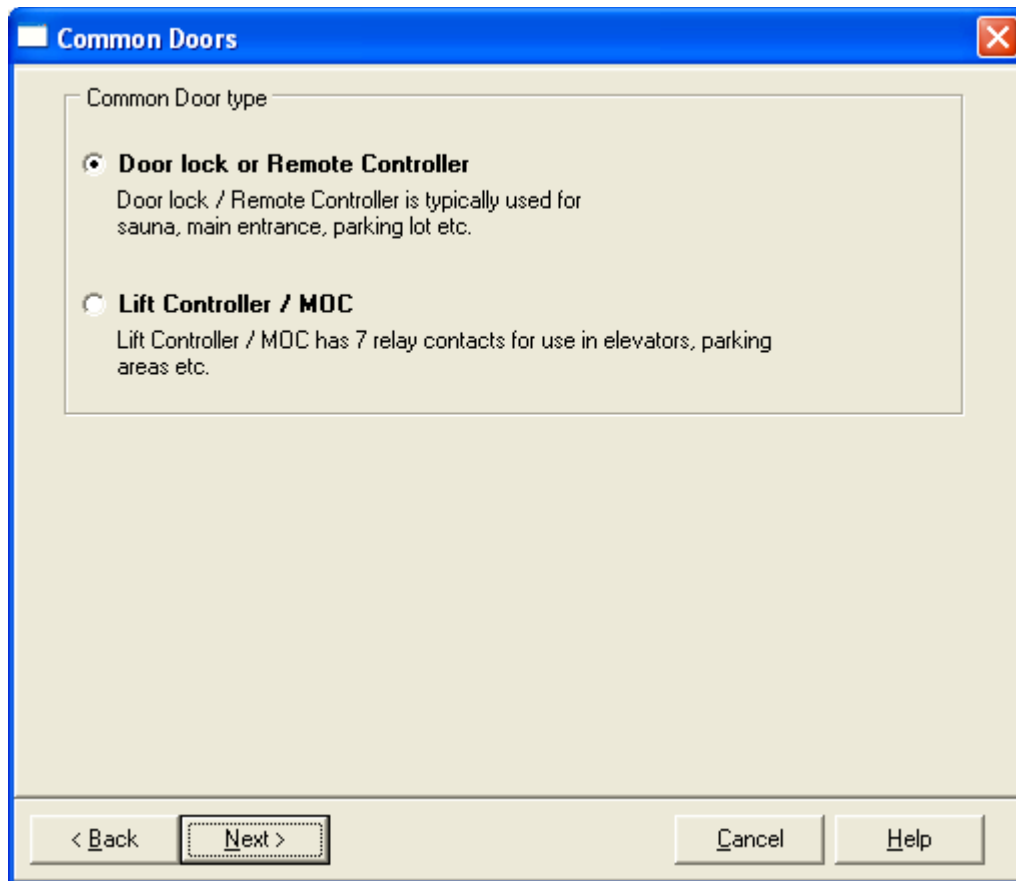 Common Doors
Common Door type
Door lock or Remote Controller
Door lock / Remote Controller is typically used for
sauna, main entrance, parking lot etc.
Lift Controller / MOC
Lift Controller / MOC has 7 relay contacts for use in elevators, parking
areas etc.
< Back
Next >
Cancel
Help